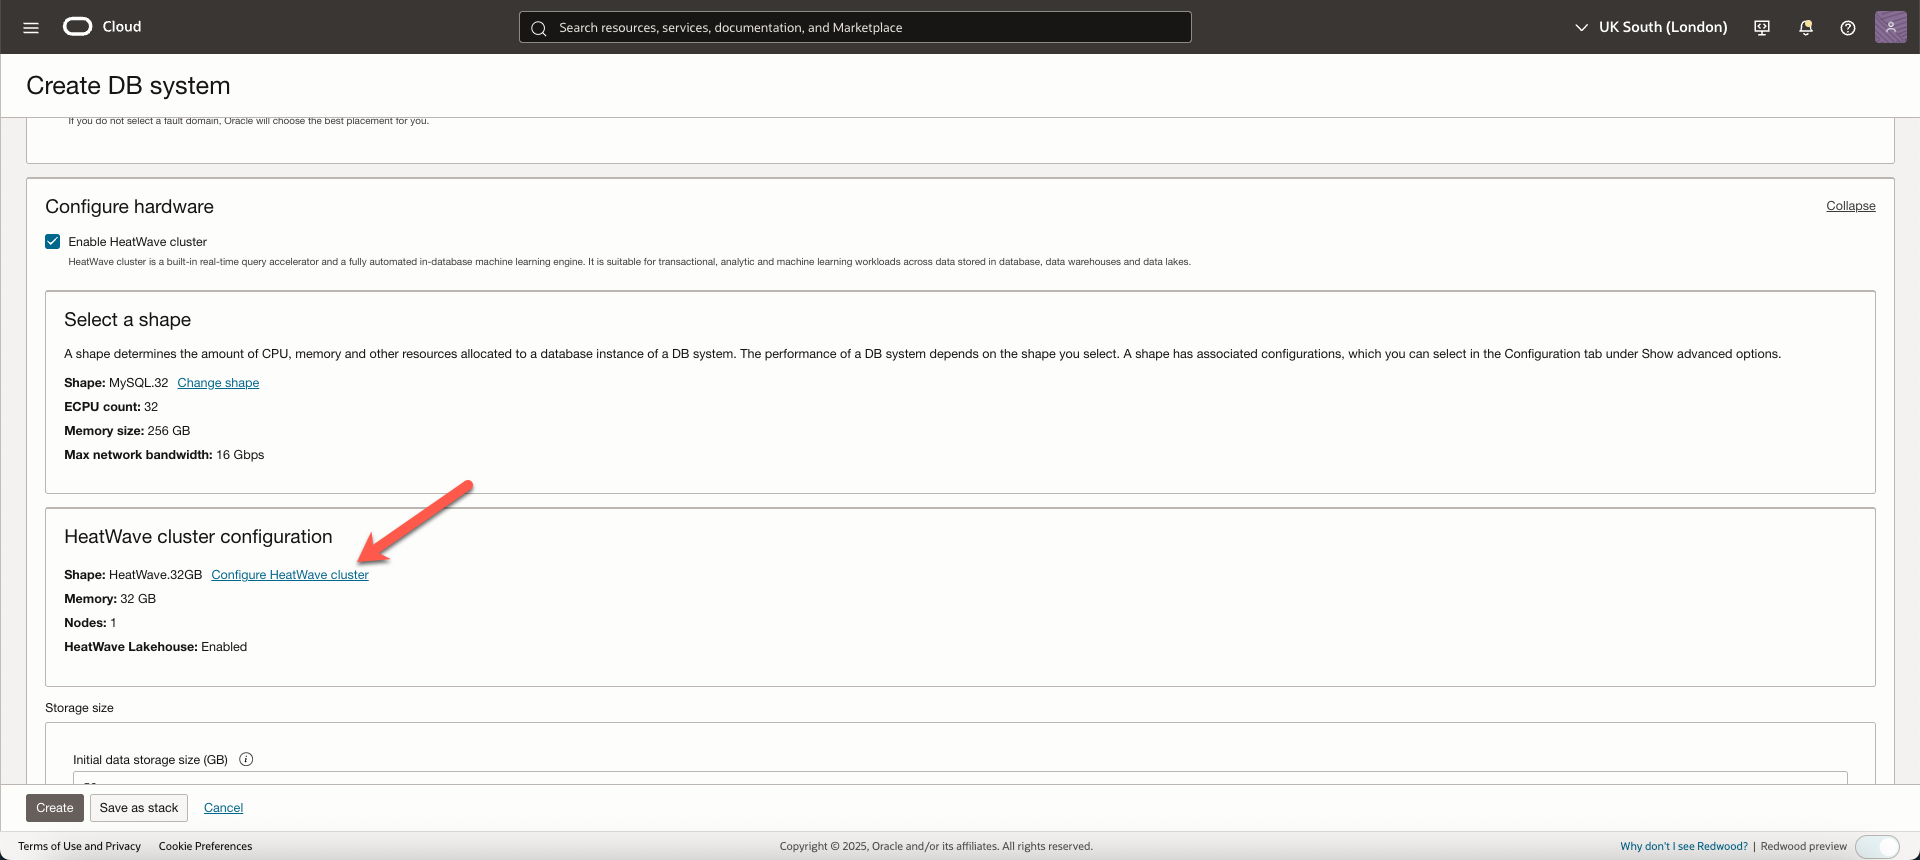 Cloud
Search resources, services, documentation, and Marketplace
UK South (London)
Create DB system
If you do not select a fault domain, Oracle will choose the best placement for you.
Configure hardware
Collapse
Enable HeatWave cluster
HeatWave cluster is a built-in real-time query accelerator and a fully automated in-database machine learning engine. It is suitable for transactional, analytic and machine learning workloads across data stored in database, data warehouses and data lakes.
Select a shape
A shape determines the amount of CPU, memory and other resources allocated to a database instance of a DB system. The performance of a DB system depends on the shape you select. A shape has associated configurations, which you can select in the Configuration tab under Show advanced options.
Shape: MySQL.32 Change shape
ECPU count: 32
Memory size: 256 GB
Max network bandwidth: 16 Gbps
HeatWave cluster configuration
Shape: HeatWave.32GB Configure HeatWave cluster
Memory: 32 GB
Nodes: 1
HeatWave Lakehouse: Enabled
Storage size
Initial data storage size (GB)
Create
Save as stack
Cancel
Terms of Use and Privacy
Cookie Preferences
Copyright © 2025, Oracle and/or its affiliates. All rights reserved.
Why don't I see Redwood? | Redwood preview